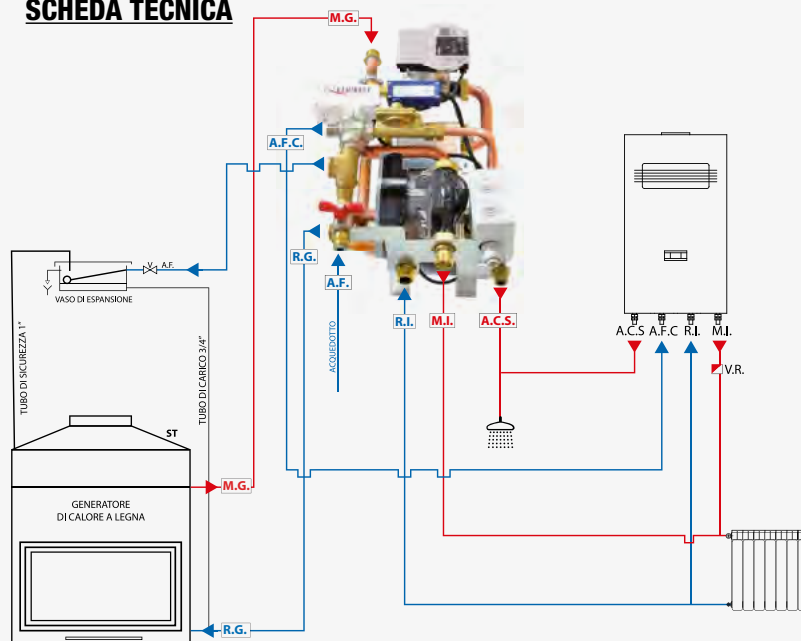 SCHEDA TECNICA
M.G.
A.F.C.
R.G.
A.F.
V
A.F.
VASO DI ESPANSIONE
TUBO DI SICUREZZA 1"
TUBO DI CARICO 3/4"
ACQUEDOTTO
R.I.
M.I.
A.C.S.
A.C.S
A.F.C
R.I.
M.I.
V.R.
ST
M.G.
GENERATORE
DI CALORE A LEGNA
R.G.